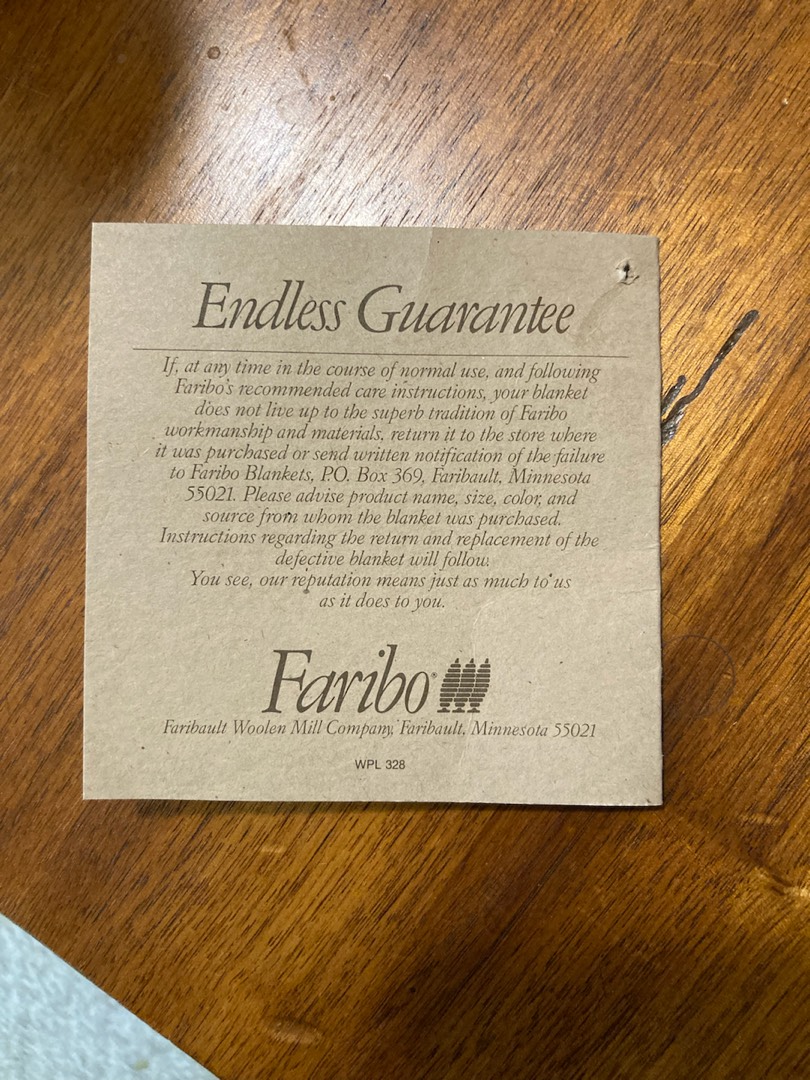 Endless Guarantee
If, at any time in the course of normal use, and following
Faribo's recommended care instructions, your blanket
does not live up to the superb tradition of Faribo
workmanship and materials, return it to the store where
it was purchased or send written notification of the failure
to Faribo Blankets, P.O. Box 369, Faribault, Minnesota
55021. Please advise product name, size, color, and
source from whom the blanket was purchased.
Instructions regarding the return and replacement of the
defective blanket will follow.
You see, our reputation means just as much to us
as it does to you.
Faribo®
Faribault Woolen Mill Company, Faribault, Minnesota 55021
WPL 328